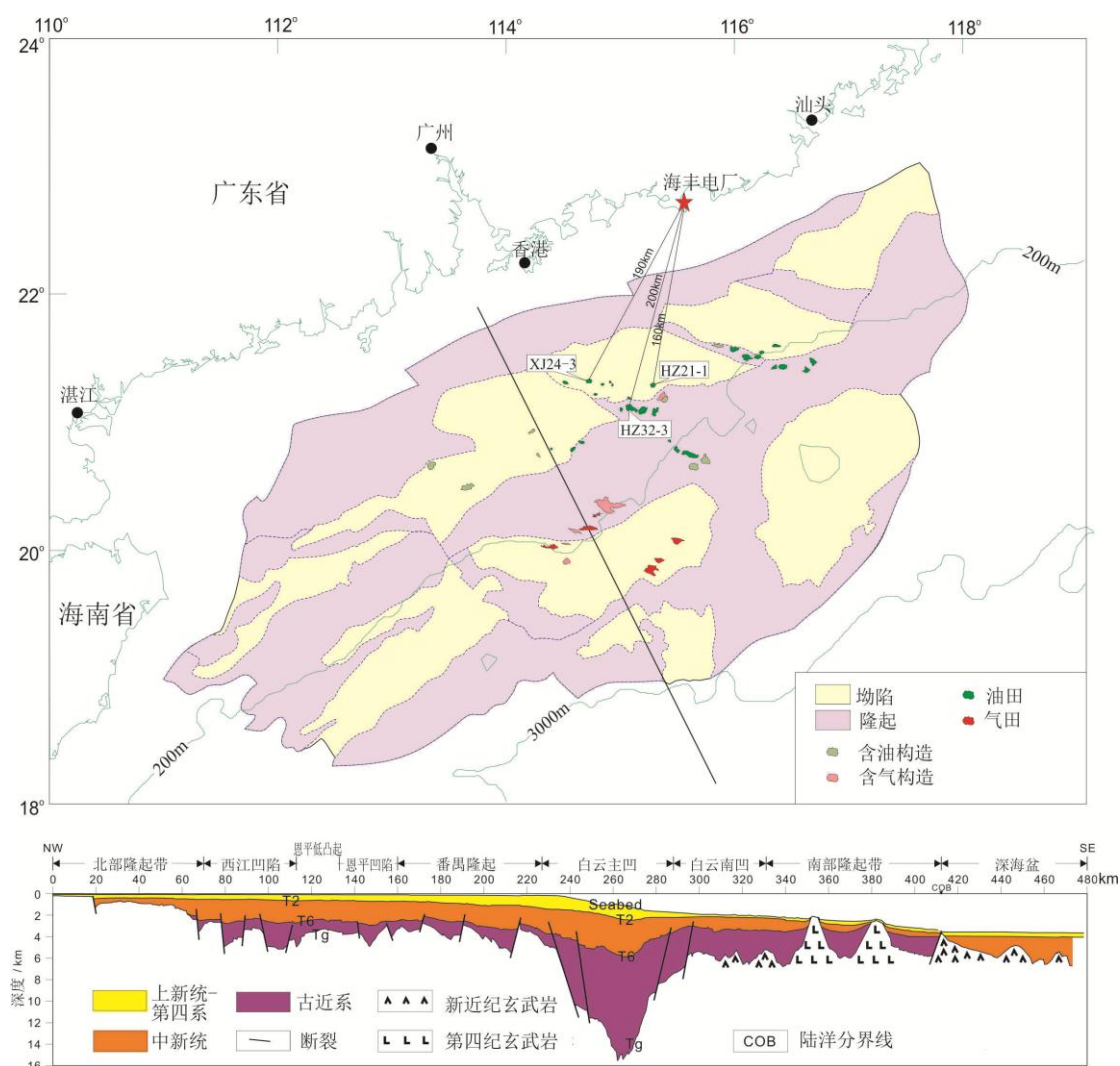 110° 112° 114° 116° 118°
24°
22°
20°
18°
汕头
广州
广东省
海丰电厂
香港
200m
190km
200km
160km
XJ24-3
HZ21-1
HZ32-3
湛江
海南省
3000m
200m
坳陷
油田
隆起
气田
含油构造
含气构造
NW
SE
北部隆起带
西江凹陷
恩平低凸起
恩平凹陷
番禺隆起
白云主凹
白云南凹
南部隆起带
深海盆
0 20 40 60 80 100 120 140 160 180 200 220 240 260 280 300 320 340 360 380 400 420 440 460 480 km
COB
深度 / km
0
2
4
6
8
10
12
14
16
T2
T6
Tg
Seabed
T2
T6
Tg
上新统-第四系
古近系
新近纪玄武岩
中新统
断裂
第四纪玄武岩
COB 陆洋分界线